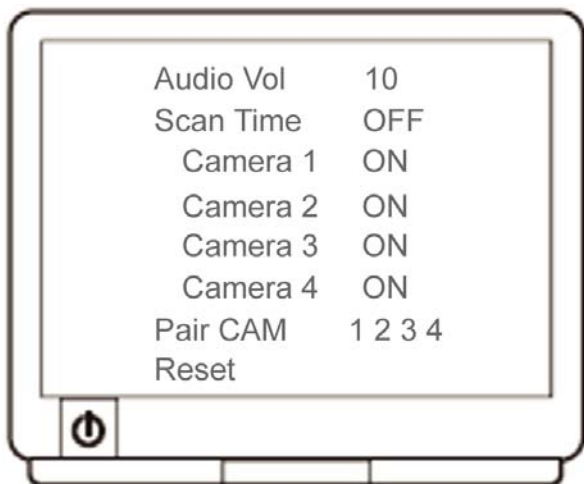 Audio Vol 10
Scan Time OFF
Camera 1 ON
Camera 2 ON
Camera 3 ON
Camera 4 ON
Pair CAM 1 2 3 4
Reset